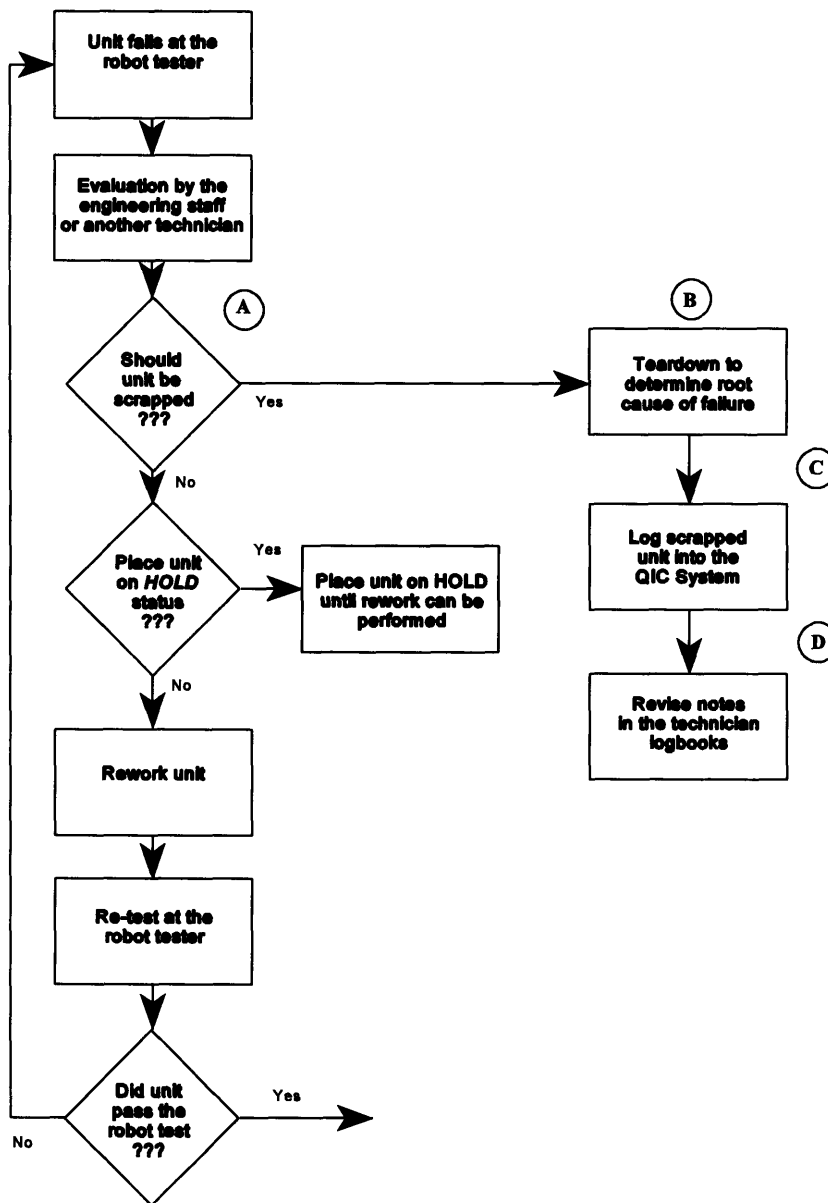 Unit fails at the
robot tester
Evaluation by the
engineering staff
or another technician
A
B
Should
unit be
scrapped
???
Yes
Teardown to
determine root
cause of failure
No
C
Place unit
on HOLD
status
???
Yes
Place unit on HOLD
until rework can be
performed
Log scrapped
unit into the
QIC System
D
No
Revise notes
in the technician
logbooks
Rework unit
Re-test at the
robot tester
Did unit
pass the
robot test
???
Yes
No